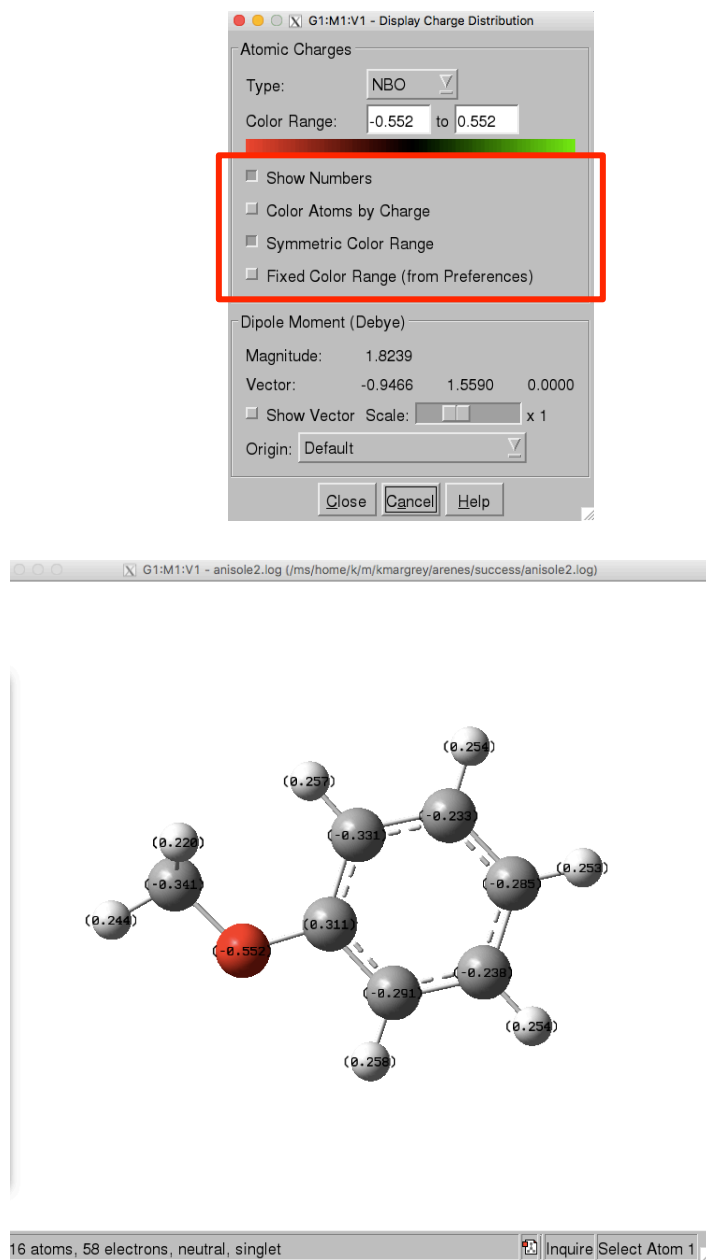 G1:M1:V1 - Display Charge Distribution
Atomic Charges
Type: NBO
Color Range: -0.552 to 0.552
Show Numbers
Color Atoms by Charge
Symmetric Color Range
Fixed Color Range (from Preferences)
Dipole Moment (Debye)
Magnitude: 1.8239
Vector: -0.9466 1.5590 0.0000
Show Vector Scale: x 1
Origin: Default
Close Cancel Help
G1:M1:V1 - anisole2.log (/ms/home/k/m/kmargrey/arenes/success/anisole2.log)
(0.254)
(0.257)
(-0.233)
(-0.331)
(0.220)
(0.253)
(-0.341)
(-0.285)
(0.244)
(0.311)
(-0.552)
(-0.238)
(-0.291)
(0.254)
(0.258)
16 atoms, 58 electrons, neutral, singlet
Inquire Select Atom 1